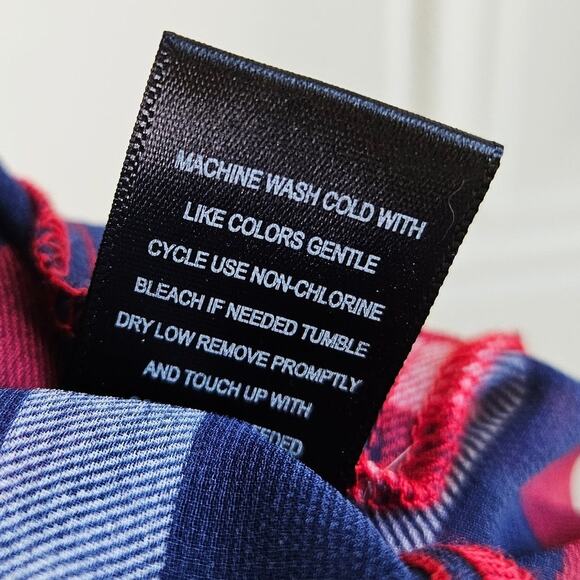 MACHINE WASH COLD WITH
LIKE COLORS GENTLE
CYCLE USE NON-CHLORINE
BLEACH IF NEEDED TUMBLE
DRY LOW REMOVE PROMPTLY
AND TOUCH UP WITH